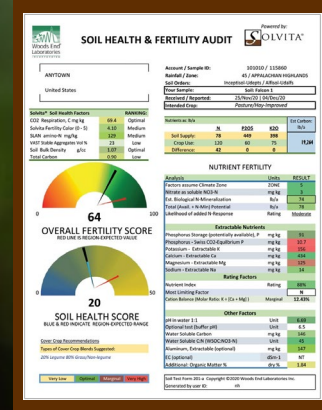 Woods End
Laboratories
SOIL HEALTH & FERTILITY AUDIT
Powered by:
SOLVITA®
ANYTOWN
United States
Account / Sample ID: 101010 / 115860
Rainfall / Zone: 45 / APPALACHIAN HIGHLANDS
Soil Orders: Inceptisol-Udepts / Alfisol-Udalfs
Your Sample: Soil: Falcon 1
Received / Reported: 25/Nov/20 | 04/Dec/20
Intended Crop: Pasture/Hay-Improved
Solvita® Soil Health Factors RANKING:
CO2 Respiration, C mg kg 69.4 Optimal
Solvita Fertility Color (0 - 5) 4.10 Medium
SLAN amino-N mg/kg 129 Medium
VAST Stable Aggregates Vol % 23 Low
Soil Bulk Density g/cc 1.07 Optimal
Total Carbon 0.96 Low
Nutrients as lb/a
N P2O5 K2O
Est Carbon:
lb/a
Soil Supply: 78 449 398
Crop Use: 120 80 75
Difference: 42 0 0
19,264
0 100
64
OVERALL FERTILITY SCORE
RED LINE IS REGION-EXPECTED VALUE
0 50
20
SOIL HEALTH SCORE
BLUE & RED INDICATE REGION-EXPECTED RANGE
NUTRIENT FERTILITY
Analysis Units RESULT
Factors assume Climate Zone ZONE 5
Nitrate as soluble NO3-N mg/kg 3
Est. Biological N-Mineralization lb/a 74
Total (Avail. + N-Min) Potential lb/a 78
Likelihood of added N-Response Rating Moderate
Extractable Nutrients
Phosphorus Storage (potentially available), P mg/kg 91
Phosphorus - Swiss CO2-Equilibrium P mg/kg 10.7
Potassium - Extractable K mg/kg 156
Calcium - Extractable Ca mg/kg 434
Magnesium - Extractable Mg mg/kg 125
Sodium - Extractable Na mg/kg 14
Rating Factors
Nutrient Index Rating 88%
Most Limiting Factor N
Cation Balance (Molar Ratio: K ÷ [Ca + Mg] ) Marginal 12.43%
Other Factors
pH in water 1:1 Unit 6.69
Optional test (buffer pH) Unit 6.5
Water Soluble Carbon mg/kg 146
Water Soluble C/N (WSOC/NO3-N) Unit 45
Aluminum, Extractable (optional) mg/kg 147
EC (optional) dSm-1 NT
Additional: Organic Matter % dry % 1.64
Cover Crop Recommendations
Types of Cover Crop Blends Suggested:
20% Legume 80% Grass/Non-legume
Very Low Optimal Marginal Very High
Soil Test Form 201.e Copyright ©2020 Woods End Laboratories Inc.
Generated by user ID: